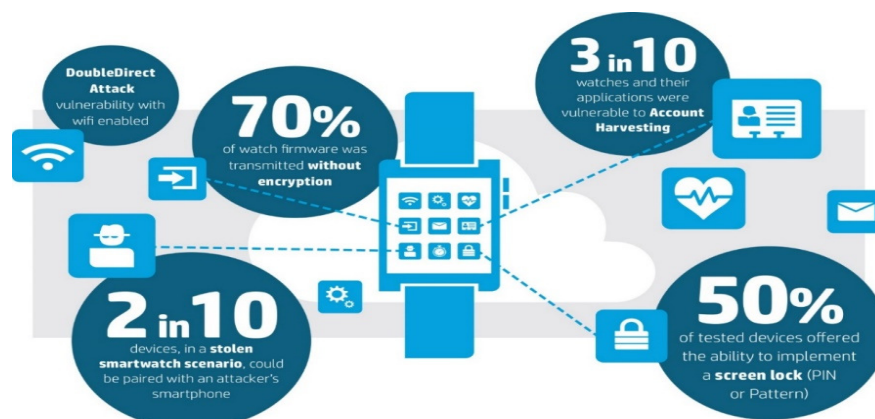 DoubleDirect
Attack
vulnerability with
wifi enabled
70%
of watch firmware was
transmitted without
encryption
3 in 10
watches and their
applications were
vulnerable to Account
Harvesting
2 in 10
devices, in a stolen
smartwatch scenario, could
be paired with an attacker's
smartphone
50%
of tested devices offered
the ability to implement
a screen lock (PIN
or Pattern)